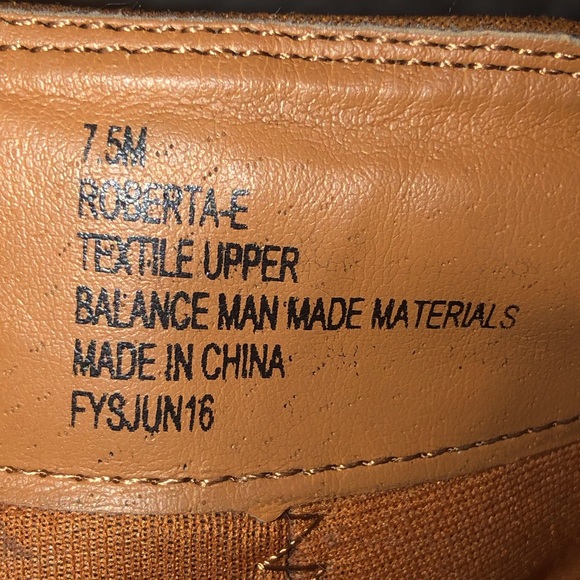 7.5M
ROBERTA-E
TEXTILE UPPER
BALANCE MAN MADE MATERIALS
MADE IN CHINA
FYSJUN16